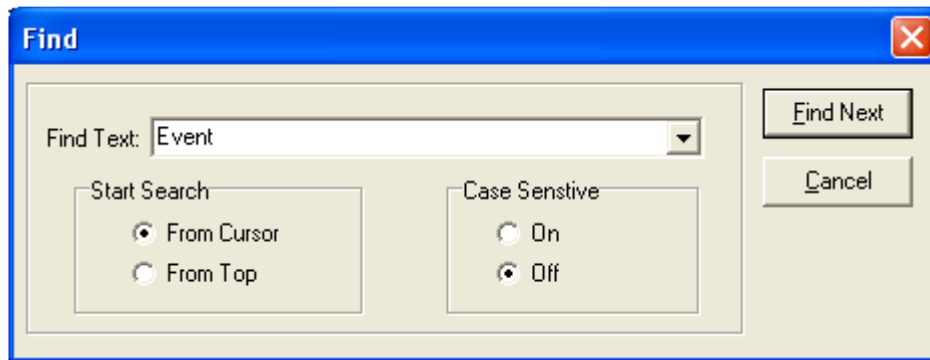 Find
Find Text: Event
Find Next
Cancel
Start Search
From Cursor
From Top
Case Senstive
On
Off